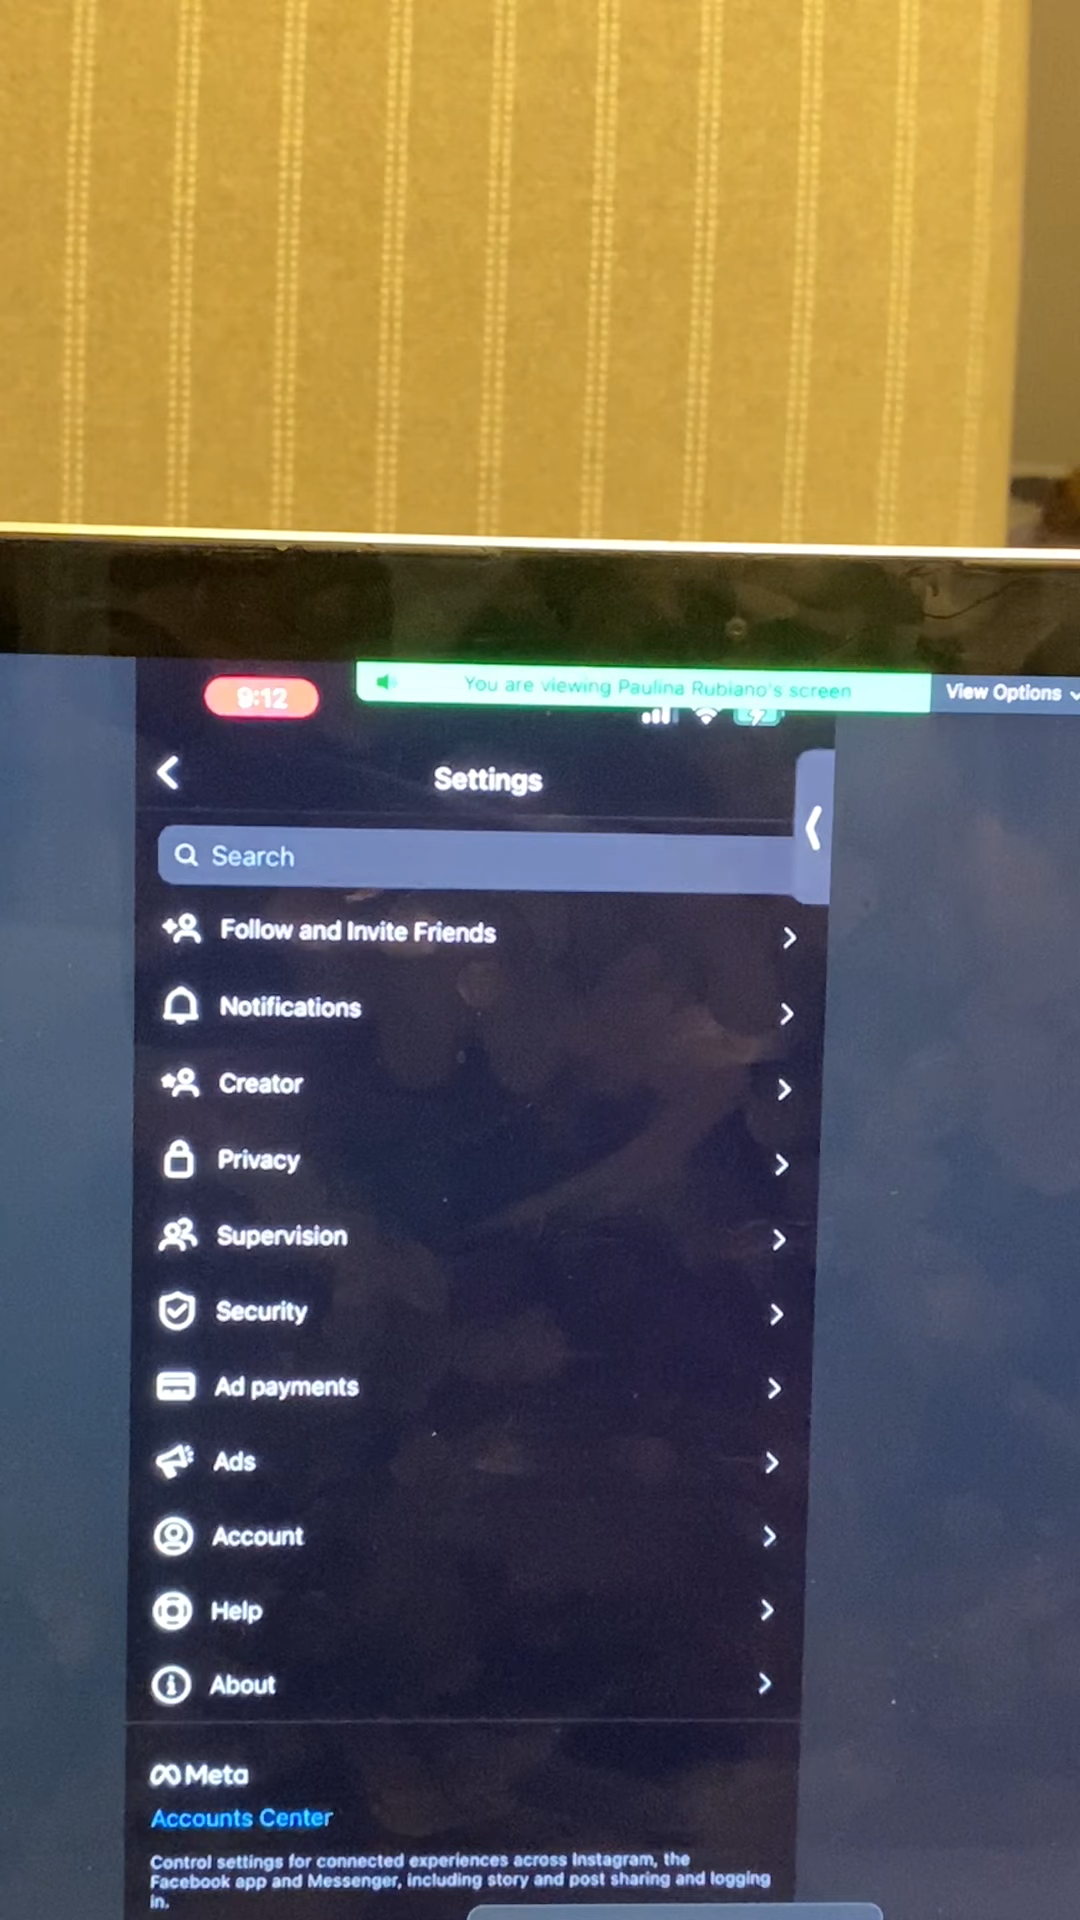 9:12
You are viewing Paulina Rubiano's screen
View Options
Settings
Search
Follow and Invite Friends
Notifications
Creator
Privacy
Supervision
Security
Ad payments
Ads
Account
Help
About
Meta
Accounts Center
Control settings for connected experiences across Instagram, the
Facebook app and Messenger, including story and post sharing and logging
in.